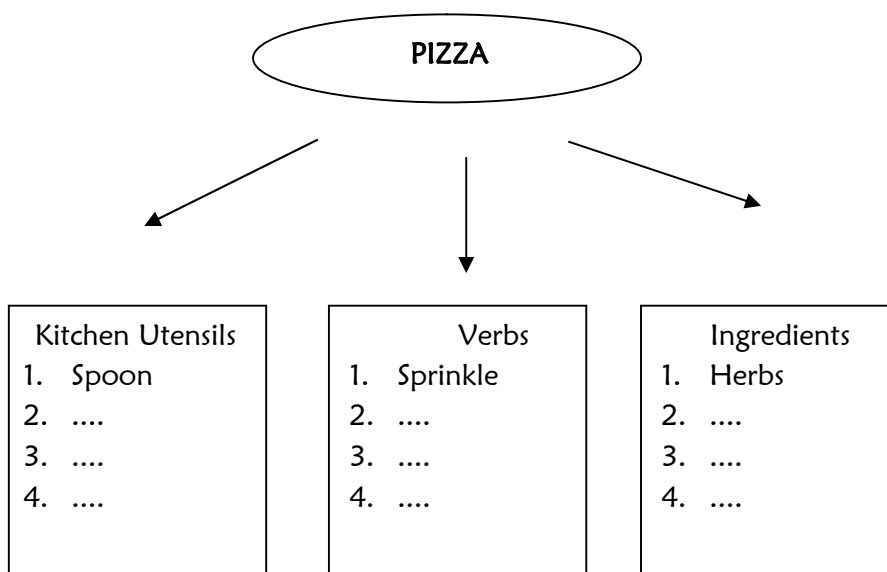 PIZZA
Kitchen Utensils
1. Spoon
2. ....
3. ....
4. ....
Verbs
1. Sprinkle
2. ....
3. ....
4. ....
Ingredients
1. Herbs
2. ....
3. ....
4. ....